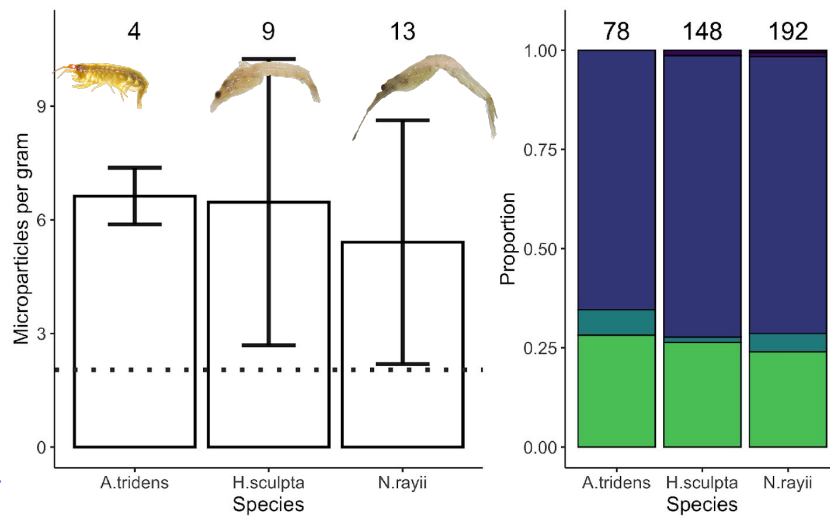 4 9 13
Microparticles per gram
9
6
3
0
A.tridens H.sculpta N.rayii
Species
78 148 192
Proportion
1.00
0.75
0.50
0.25
0.00
A.tridens H.sculpta N.rayii
Species